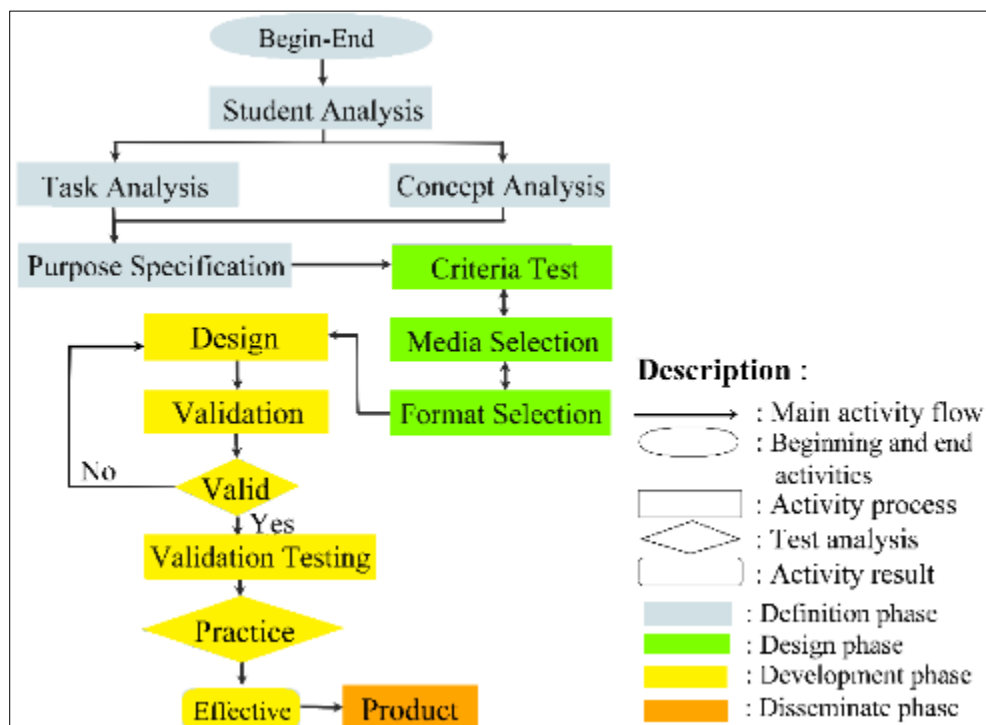 Begin-End
Student Analysis
Task Analysis
Concept Analysis
Purpose Specification
Criteria Test
Media Selection
Format Selection
Design
Validation
Valid
No
Yes
Validation Testing
Practice
Effective
Product
Description :
: Main activity flow
: Beginning and end
activities
: Activity process
: Test analysis
: Activity result
: Definition phase
: Design phase
: Development phase
: Disseminate phase